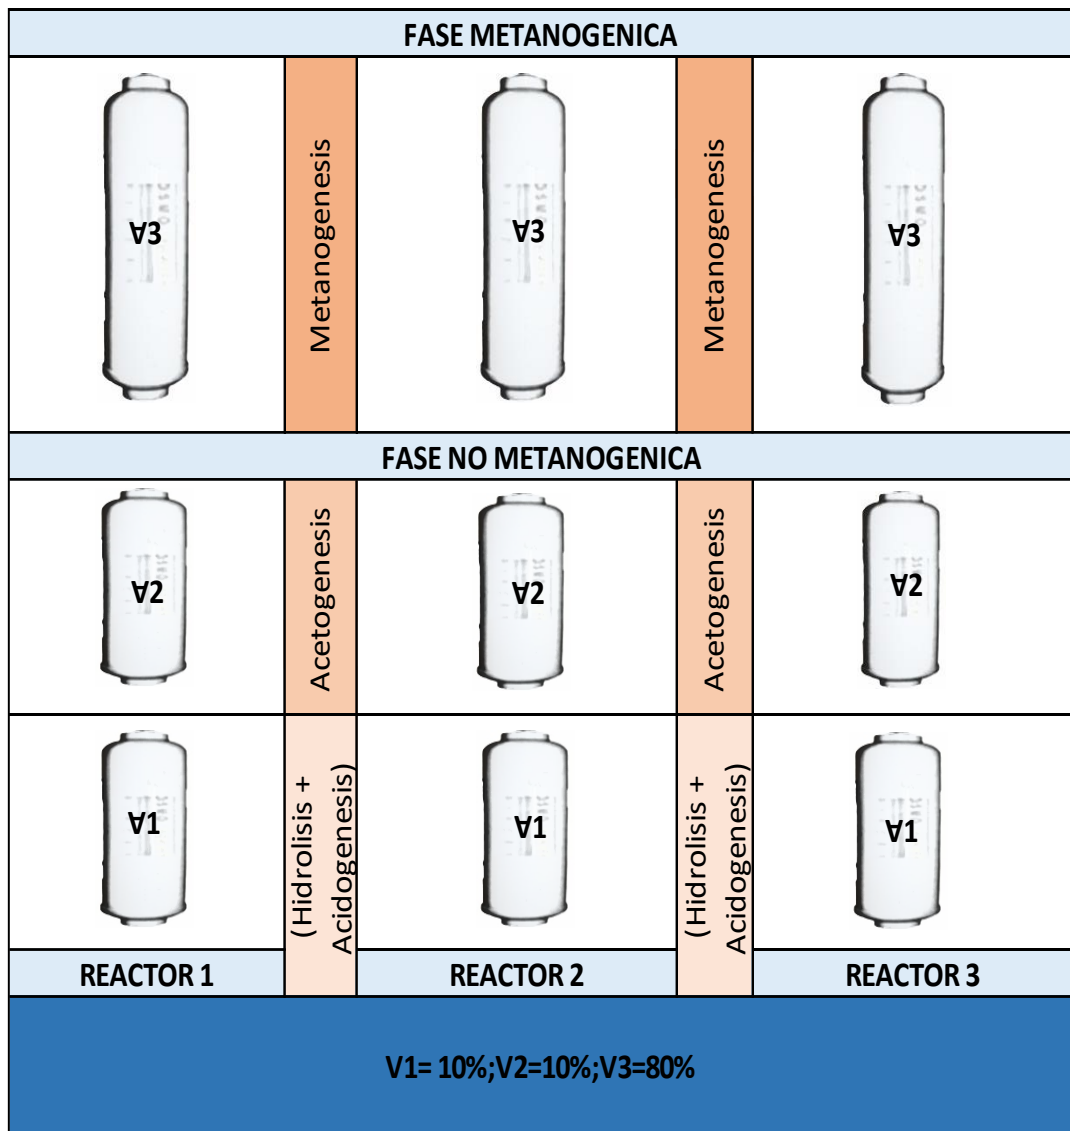 FASE METANOGENICA
∀3
Metanogenesis
∀3
Metanogenesis
∀3
FASE NO METANOGENICA
∀2
Acetogenesis
∀2
Acetogenesis
∀2
∀1
(Hidrolisis +
Acidogenesis)
∀1
(Hidrolisis +
Acidogenesis)
∀1
REACTOR 1
REACTOR 2
REACTOR 3
V1= 10%;V2=10%;V3=80%